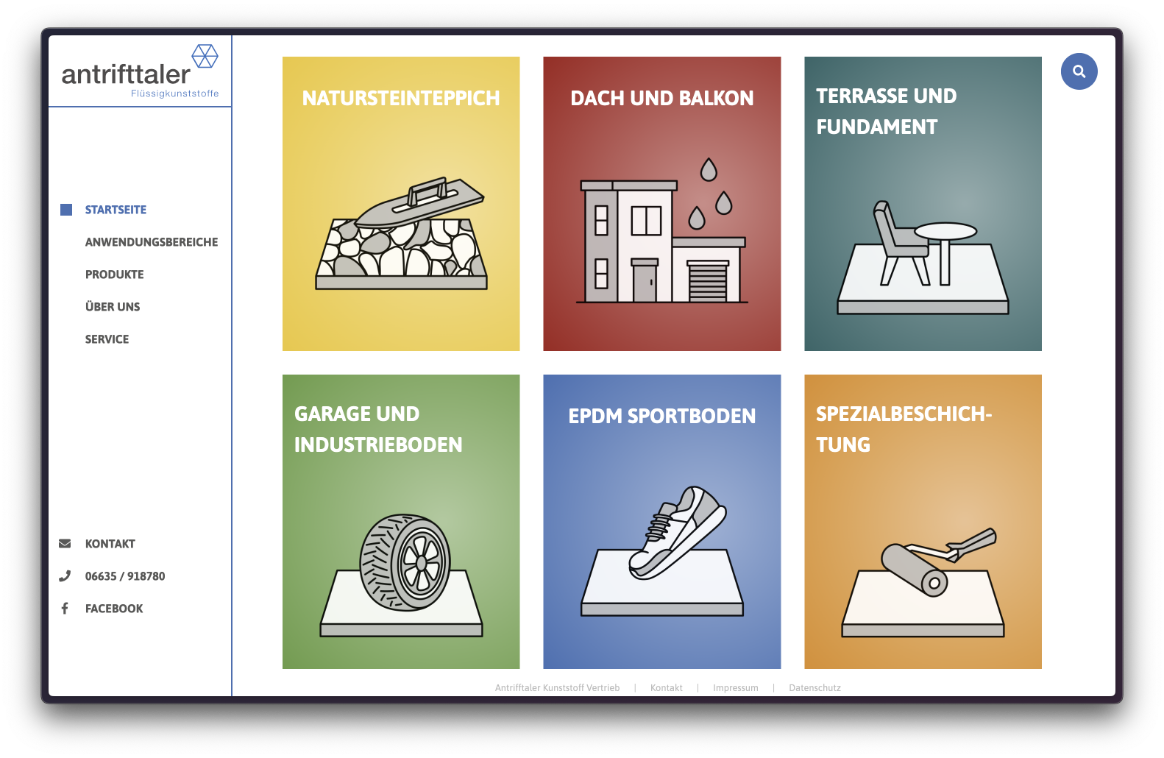 antrifttaler
Flüssigkunststoffe
STARTSEITE
ANWENDUNGSBEREICHE
PRODUKTE
ÜBER UNS
SERVICE
KONTAKT
06635 / 918780
FACEBOOK
NATURSTEINTEPPICH
DACH UND BALKON
TERRASSE UND
FUNDAMENT
GARAGE UND
INDUSTRIEBODEN
EPDM SPORTBODEN
SPEZIALBESCHICH-
TUNG
Antrifftaler Kunststoff Vertrieb | Kontakt | Impressum | Datenschutz